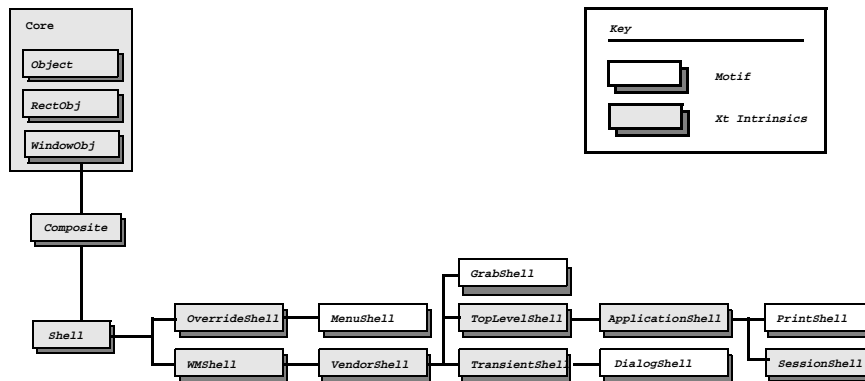 Core
Object
RectObj
WindowObj
Key
Motif
Xt Intrinsics
Composite
GrabShell
Shell
OverrideShell
MenuShell
TopLevelShell
ApplicationShell
PrintShell
WMShell
VendorShell
TransientShell
DialogShell
SessionShell